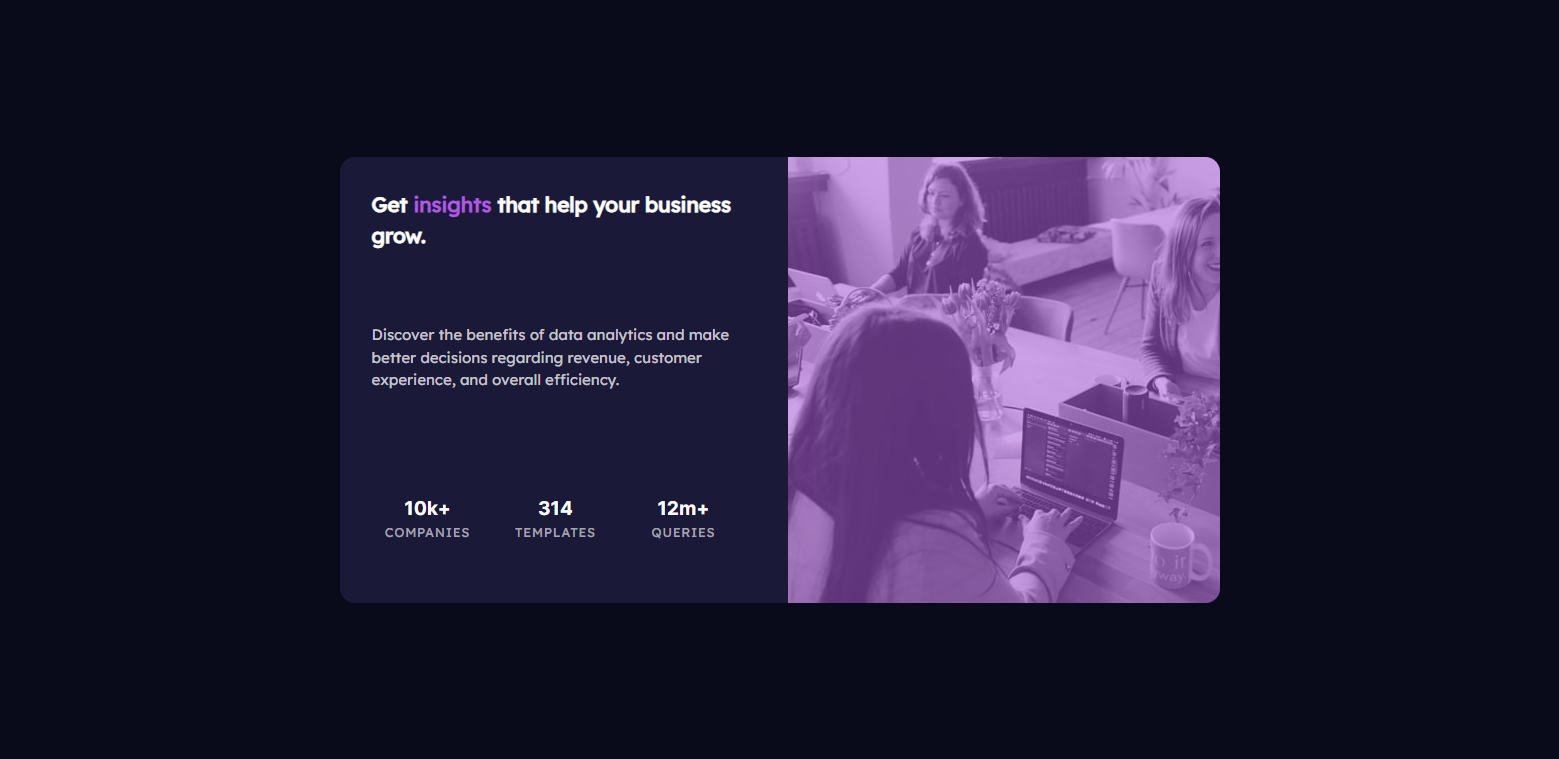 Get insights that help your business
grow.
Discover the benefits of data analytics and make
better decisions regarding revenue, customer
experience, and overall efficiency.
10k+ 314 12m+
COMPANIES TEMPLATES QUERIES